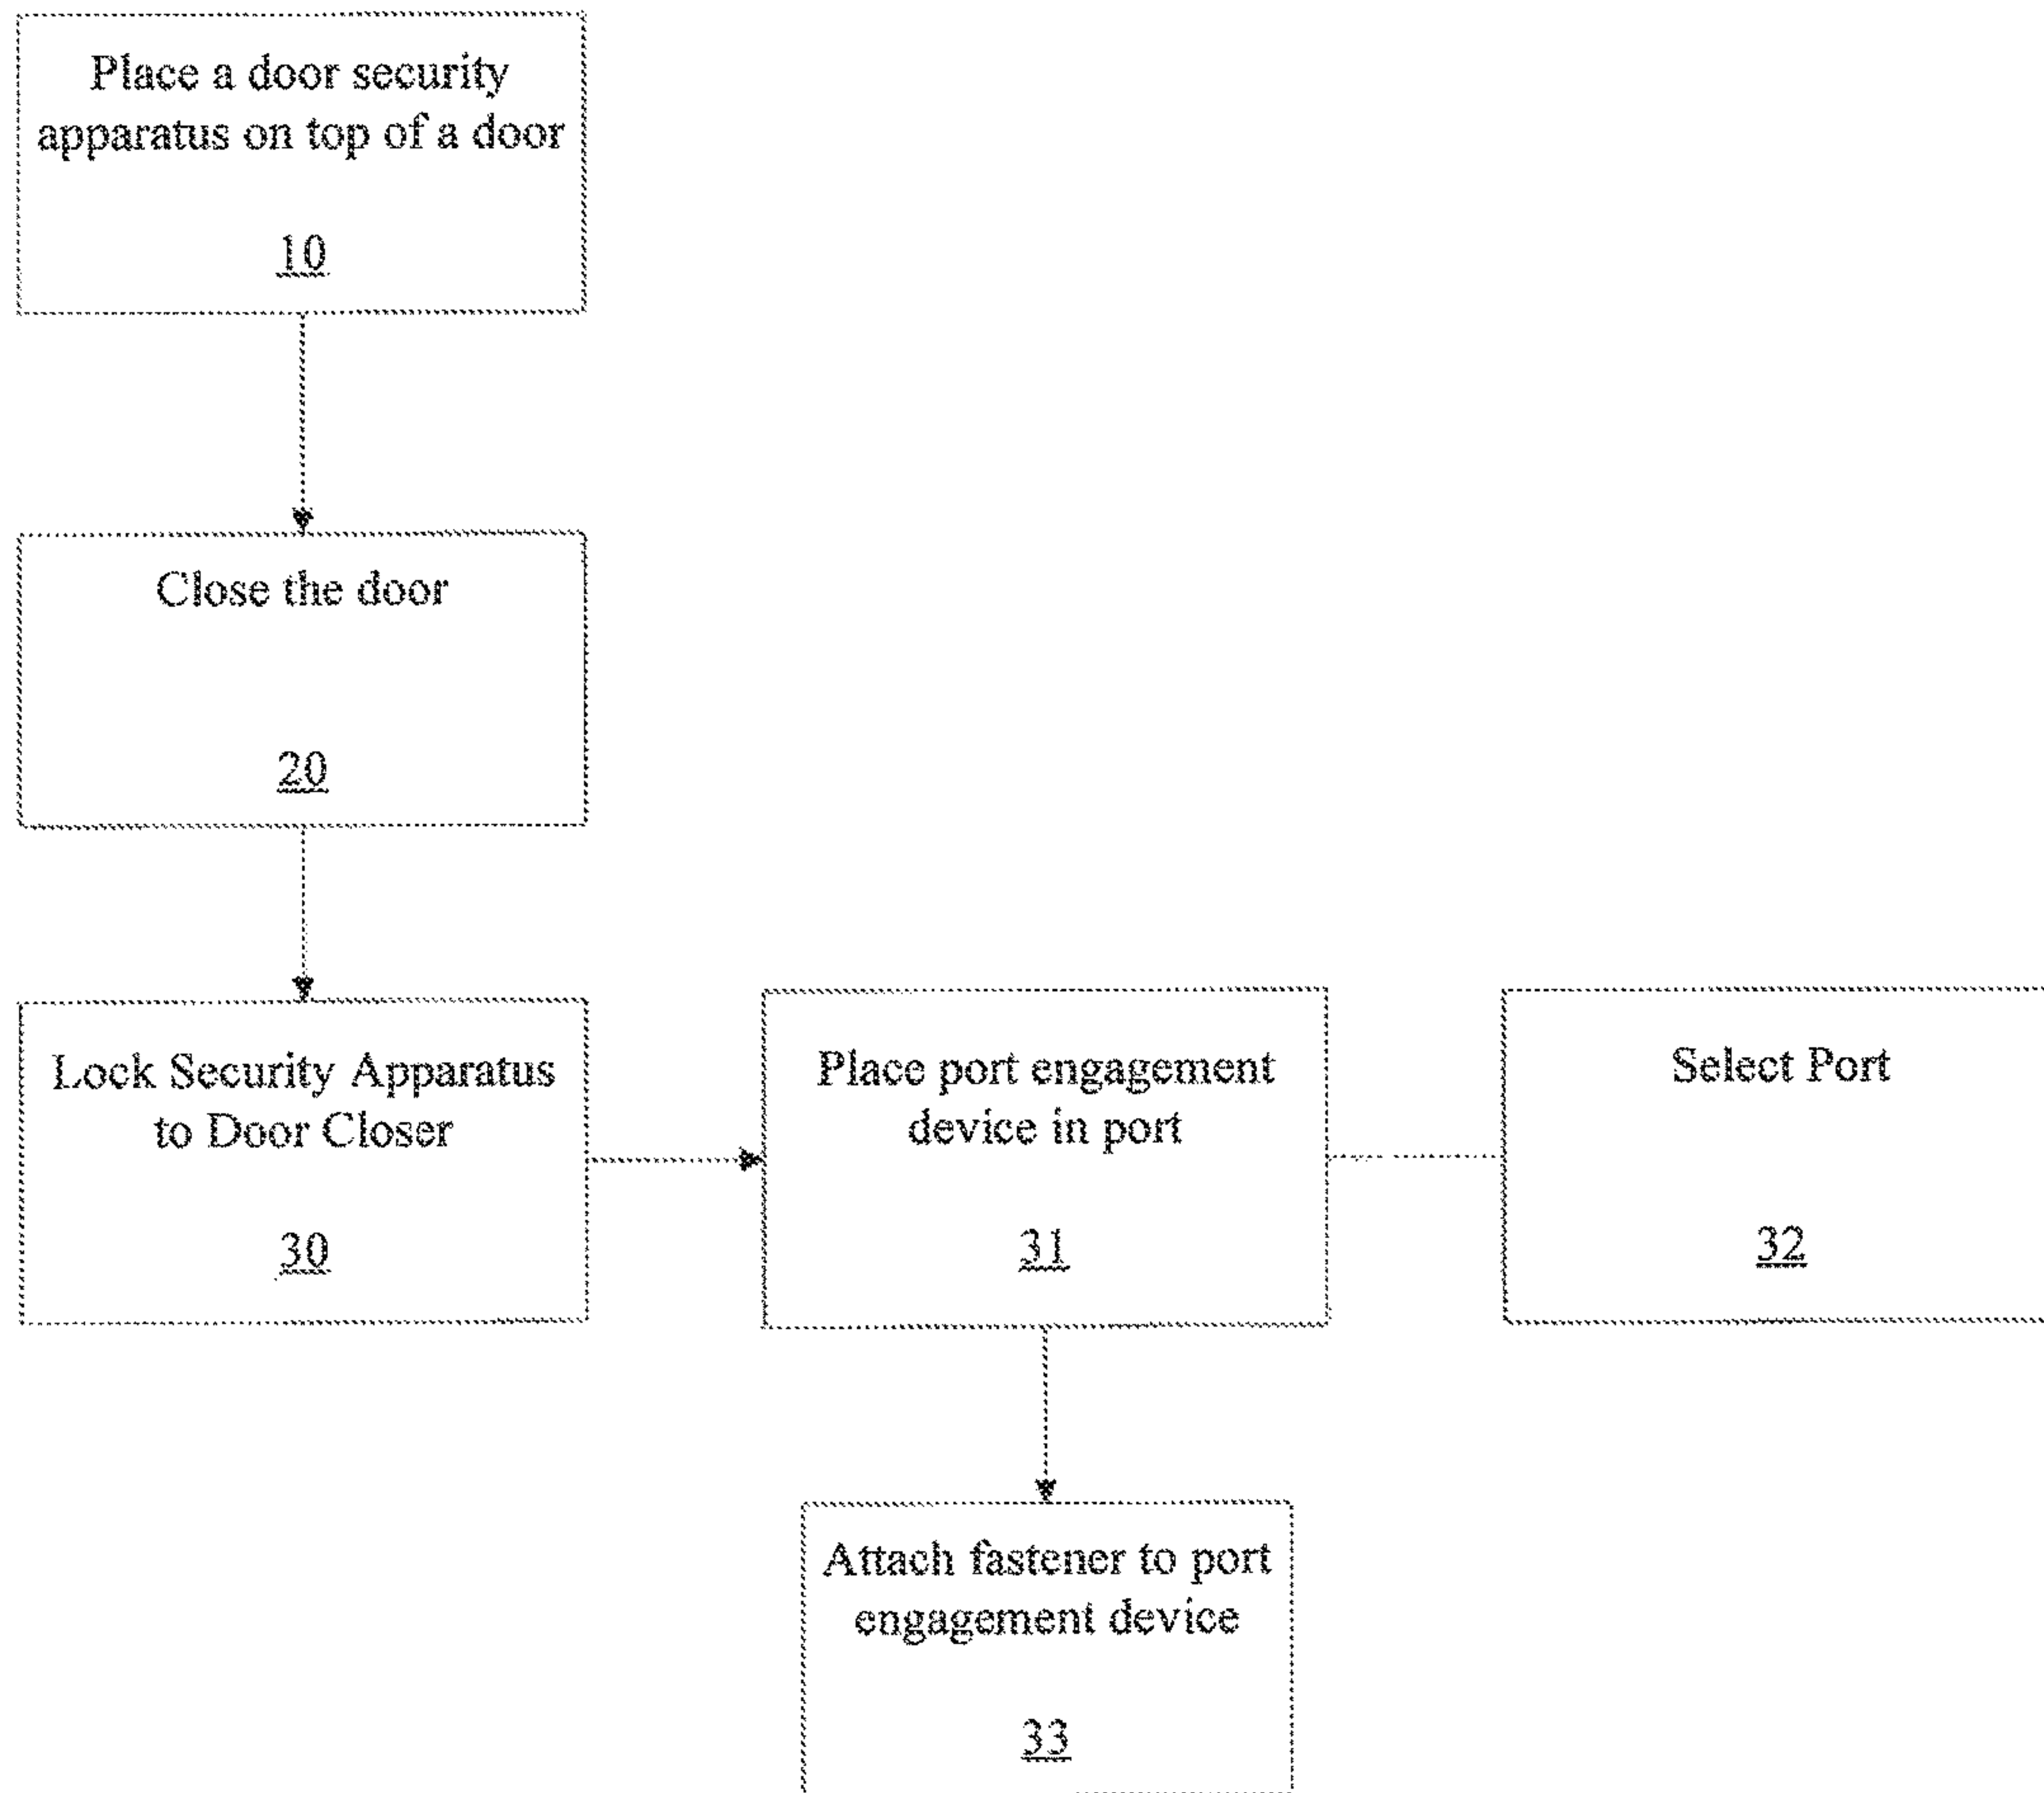 Place a door security
apparatus on top of a door
10
Close the door
20
Lock Security Apparatus
to Door Closer
30
Place port engagement
device in port
31
Select Port
32
Attach fastener to port
engagement device
33